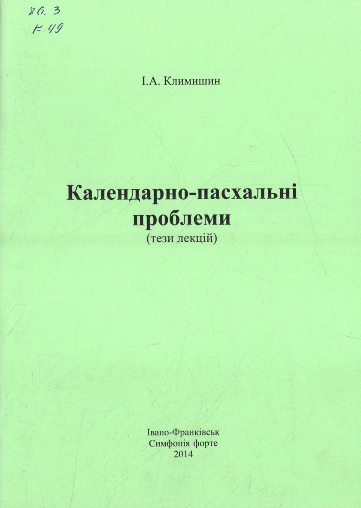 86.3
К 49
І.А. Климишин
Календарно-пасхальні
проблеми
(тези лекцій)
Івано-Франківськ
Симфонія форте
2014